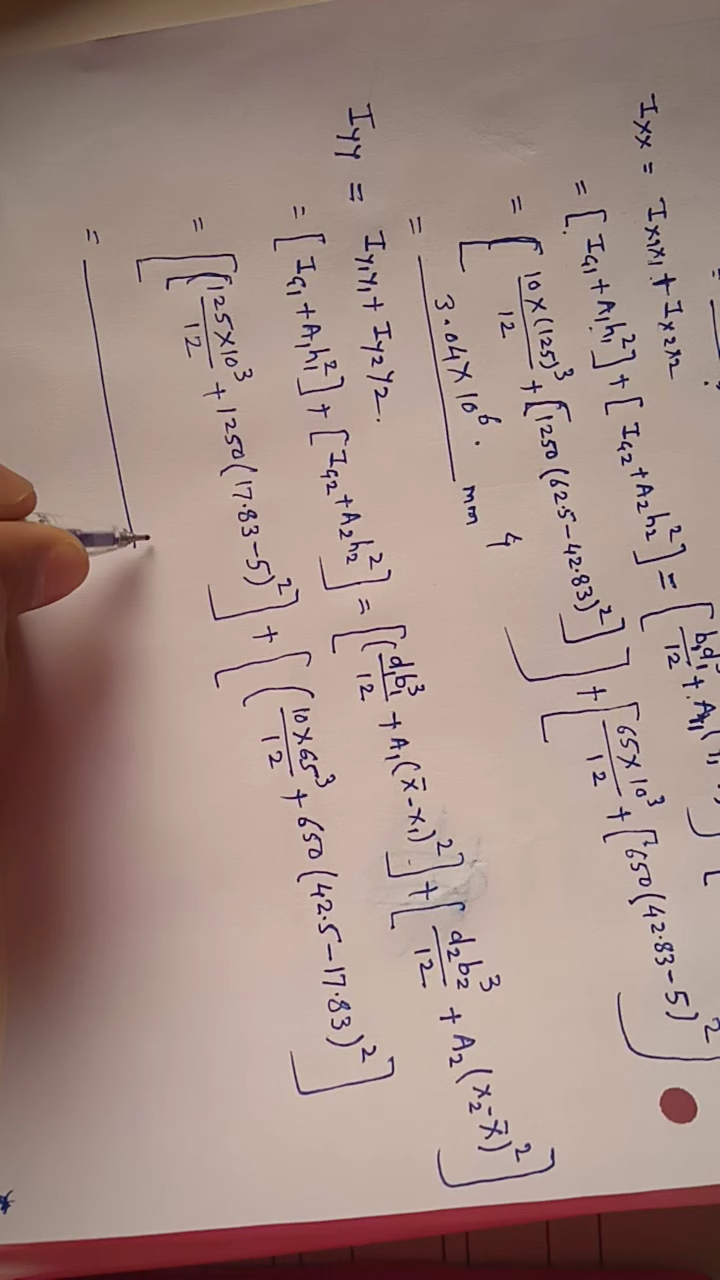 Ixx = Ix1x1 + Ix2x2
= [IG1 + A1h1²] + [IG2 + A2h2²] = [b1d1³/12 + A1(
= [[10×(125)³/12 + [1250(62.5-42.83)²]] + [[65×10³/12 + [650(42.83-5)²]
= 3.04×10⁶. mm⁴
Iyy = Iy1y1 + Iy2y2.
= [IG1 + A1h1²] + [IG2 + A2h2²] = [(d1b1³/12 + A1(x̄-x1)²] + [d2b2³/12 + A2(x2-x̄)²]
= [[(125×10³/12 + 1250(17.83-5)²] + [(10×65³/12 + 650(42.5-17.83)²]
=